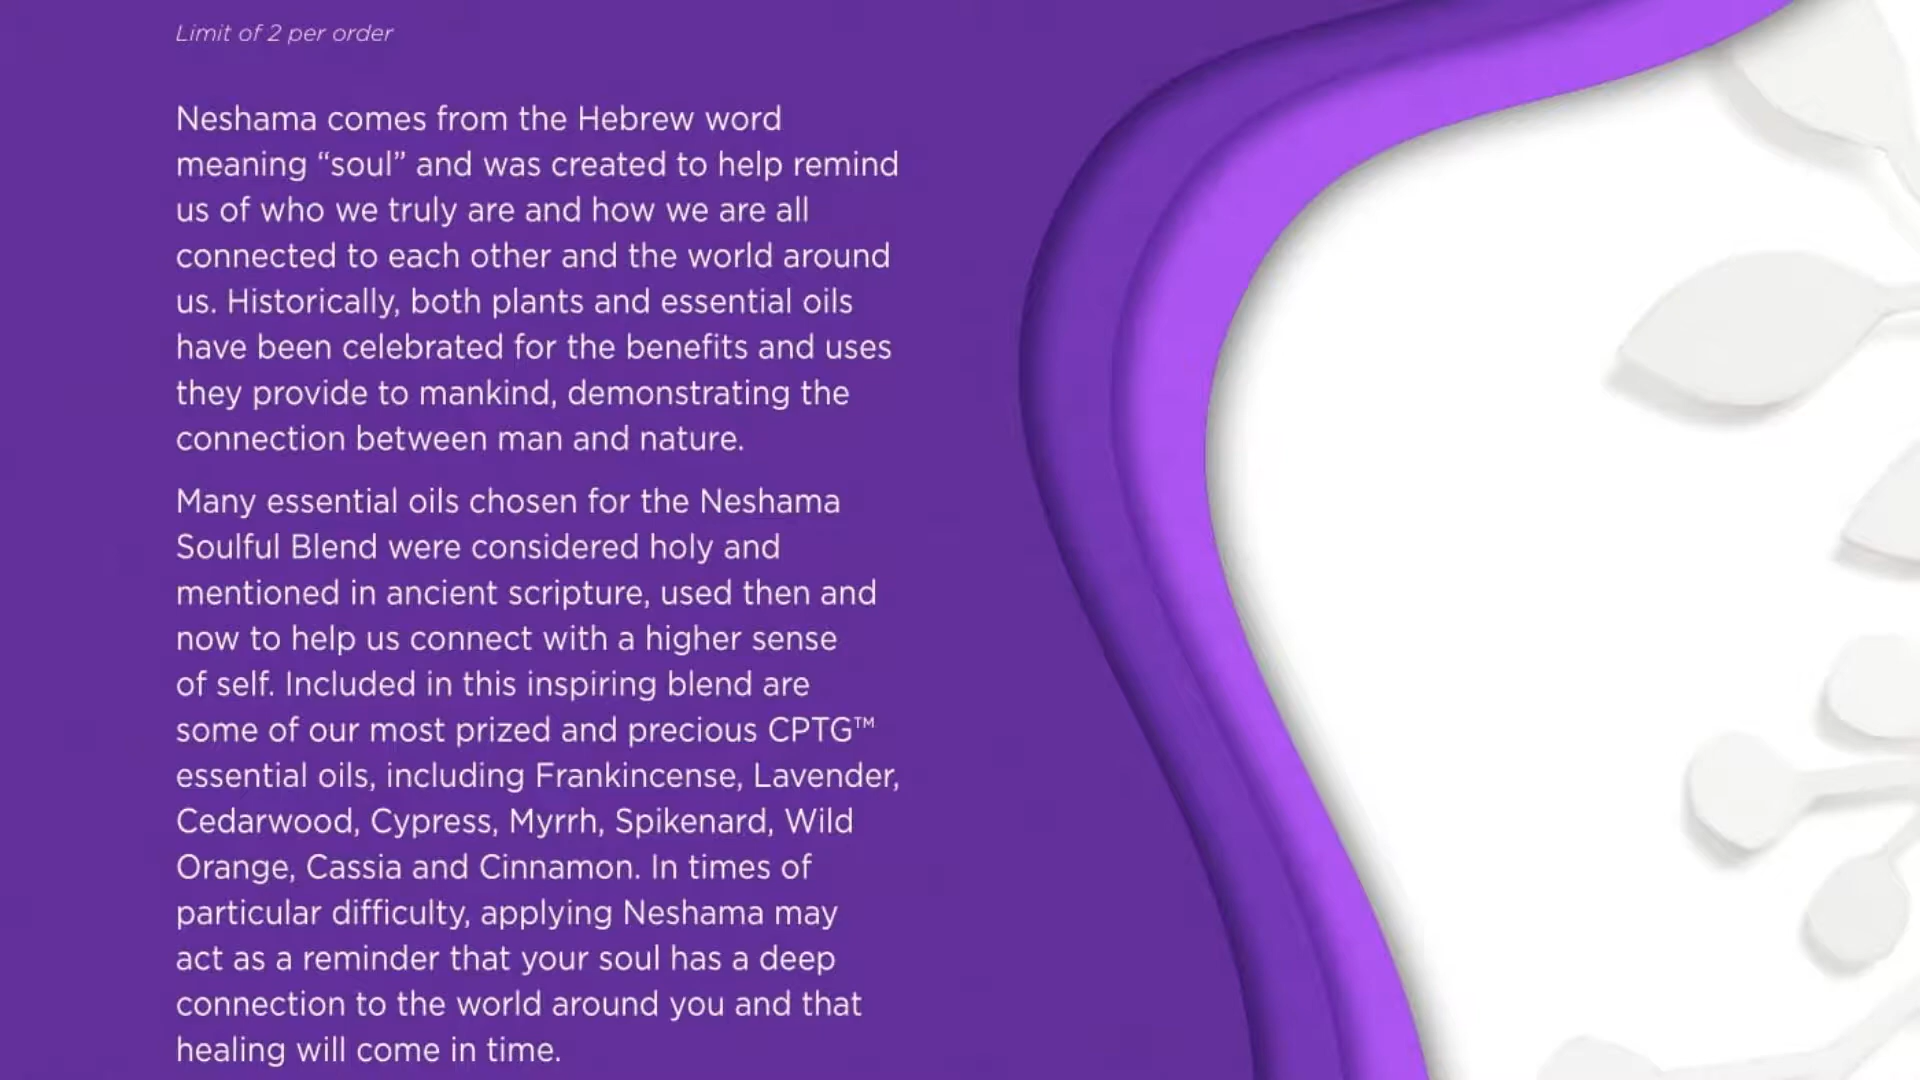 Limit of 2 per order
Neshama comes from the Hebrew word
meaning “soul” and was created to help remind
us of who we truly are and how we are all
connected to each other and the world around
us. Historically, both plants and essential oils
have been celebrated for the benefits and uses
they provide to mankind, demonstrating the
connection between man and nature.
Many essential oils chosen for the Neshama
Soulful Blend were considered holy and
mentioned in ancient scripture, used then and
now to help us connect with a higher sense
of self. Included in this inspiring blend are
some of our most prized and precious CPTG™
essential oils, including Frankincense, Lavender,
Cedarwood, Cypress, Myrrh, Spikenard, Wild
Orange, Cassia and Cinnamon. In times of
particular difficulty, applying Neshama may
act as a reminder that your soul has a deep
connection to the world around you and that
healing will come in time.